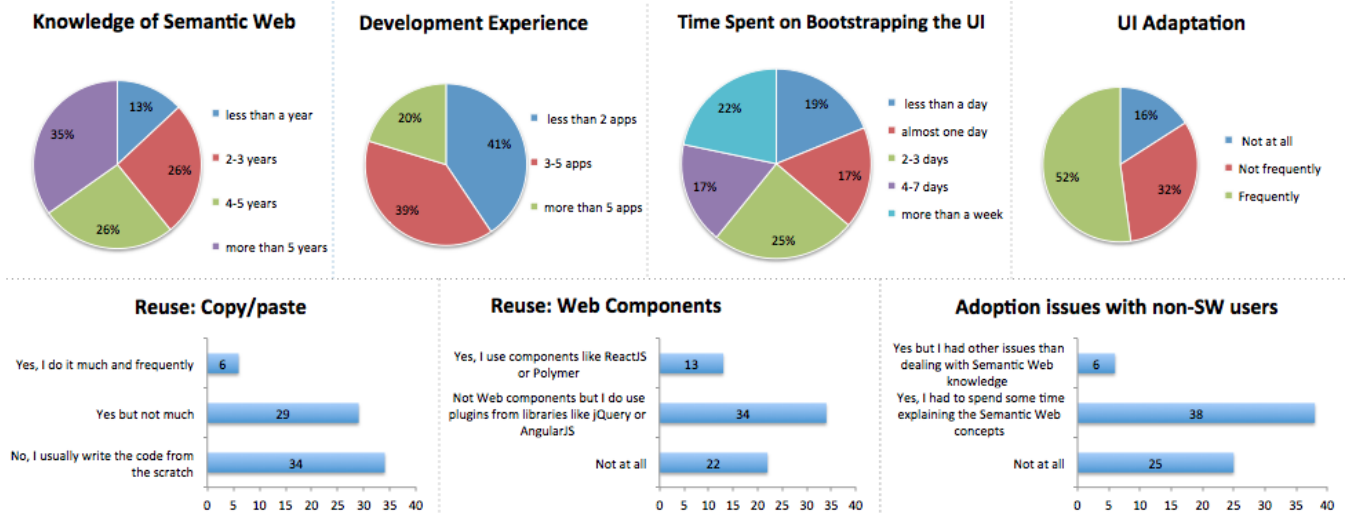 Knowledge of Semantic Web
13%
26%
26%
35%
less than a year
2-3 years
4-5 years
more than 5 years
Development Experience
41%
39%
20%
less than 2 apps
3-5 apps
more than 5 apps
Time Spent on Bootstrapping the UI
19%
17%
25%
17%
22%
less than a day
almost one day
2-3 days
4-7 days
more than a week
UI Adaptation
16%
32%
52%
Not at all
Not frequently
Frequently
Reuse: Copy/paste
Yes, I do it much and frequently
6
Yes but not much
29
No, I usually write the code from
the scratch
34
0 5 10 15 20 25 30 35 40
Reuse: Web Components
Yes, I use components like ReactJS
or Polymer
13
Not Web components but I do use
plugins from libraries like jQuery or
AngularJS
34
Not at all
22
0 5 10 15 20 25 30 35 40
Adoption issues with non-SW users
Yes but I had other issues than
dealing with Semantic Web
knowledge
6
Yes, I had to spend some time
explaining the Semantic Web
concepts
38
Not at all
25
0 5 10 15 20 25 30 35 40